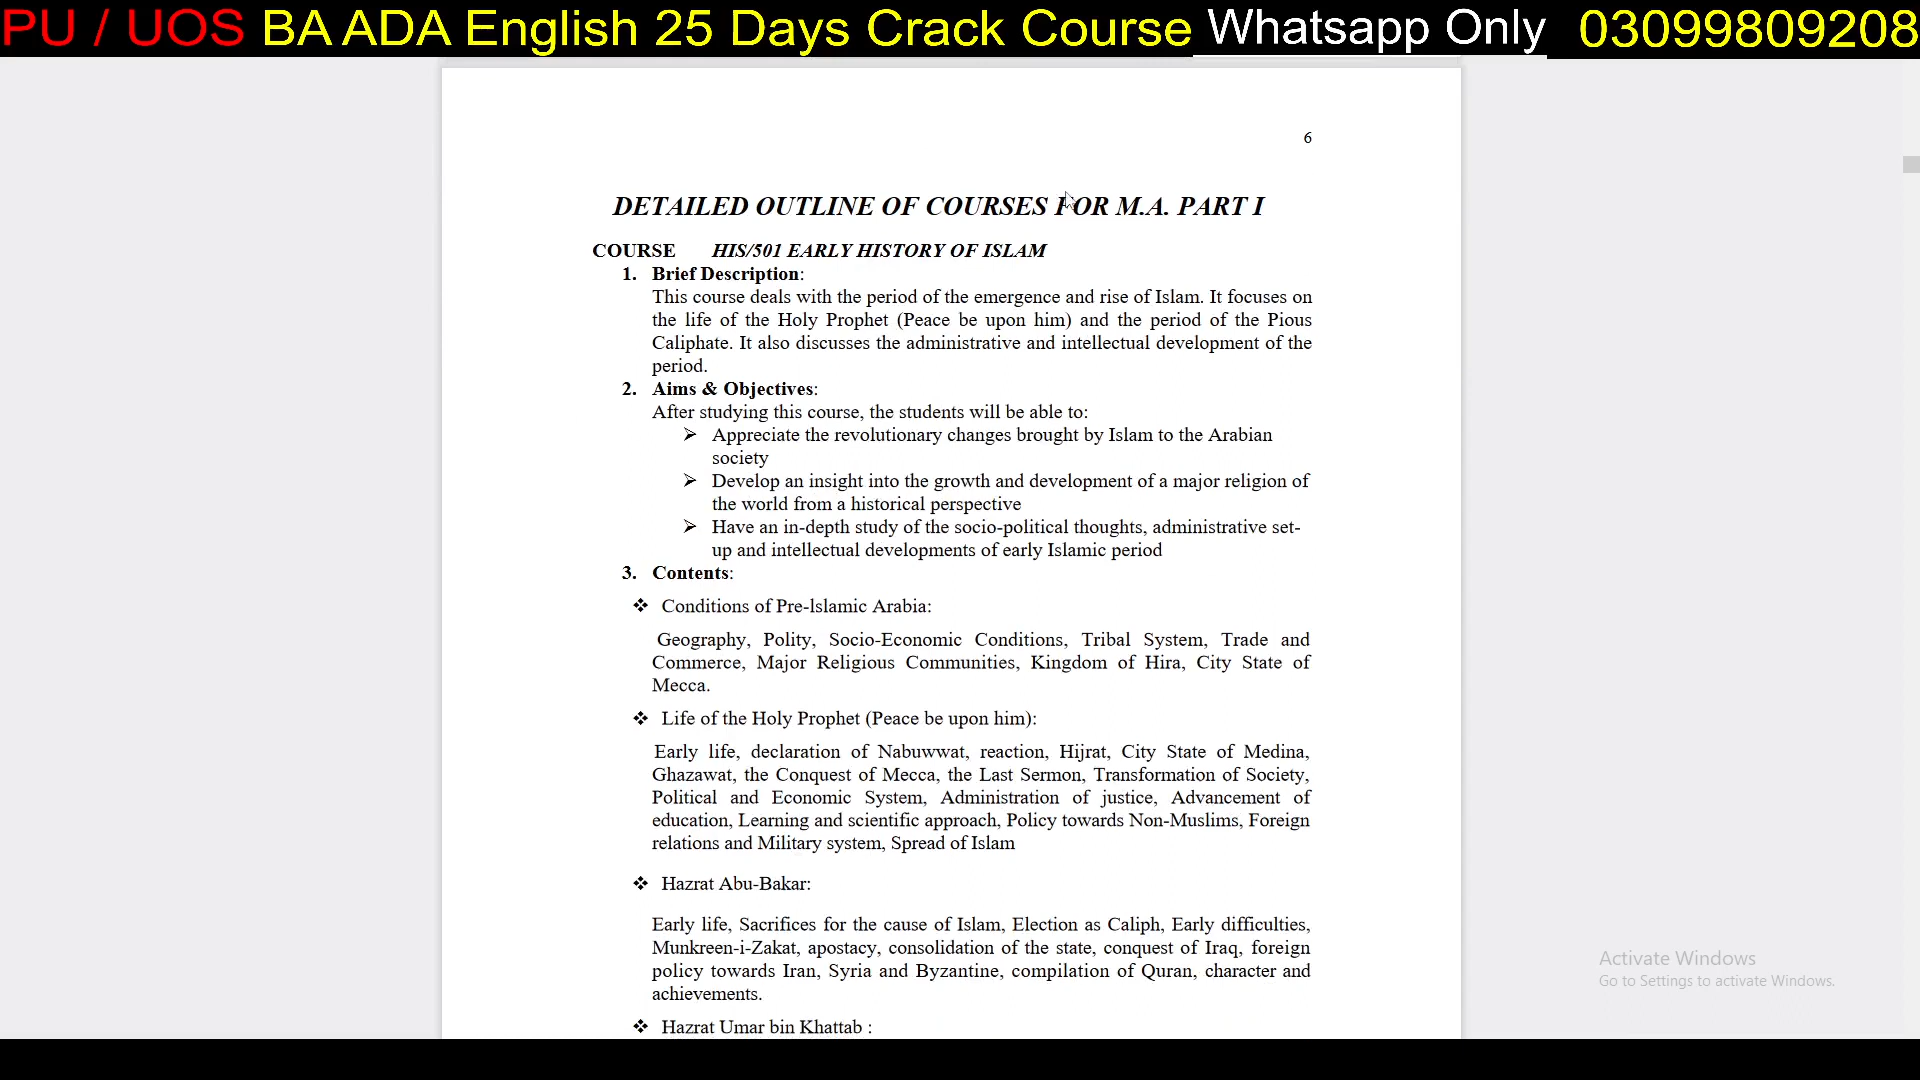 PU / UOS BA ADA English 25 Days Crack Course Whatsapp Only 03099809208
6
DETAILED OUTLINE OF COURSES FOR M.A. PART I
COURSE HIS/501 EARLY HISTORY OF ISLAM
1. Brief Description:
This course deals with the period of the emergence and rise of Islam. It focuses on
the life of the Holy Prophet (Peace be upon him) and the period of the Pious
Caliphate. It also discusses the administrative and intellectual development of the
period.
2. Aims & Objectives:
After studying this course, the students will be able to:
➢ Appreciate the revolutionary changes brought by Islam to the Arabian
society
➢ Develop an insight into the growth and development of a major religion of
the world from a historical perspective
➢ Have an in-depth study of the socio-political thoughts, administrative set-
up and intellectual developments of early Islamic period
3. Contents:
❖ Conditions of Pre-lslamic Arabia:
Geography, Polity, Socio-Economic Conditions, Tribal System, Trade and
Commerce, Major Religious Communities, Kingdom of Hira, City State of
Mecca.
❖ Life of the Holy Prophet (Peace be upon him):
Early life, declaration of Nabuwwat, reaction, Hijrat, City State of Medina,
Ghazawat, the Conquest of Mecca, the Last Sermon, Transformation of Society,
Political and Economic System, Administration of justice, Advancement of
education, Learning and scientific approach, Policy towards Non-Muslims, Foreign
relations and Military system, Spread of Islam
❖ Hazrat Abu-Bakar:
Early life, Sacrifices for the cause of Islam, Election as Caliph, Early difficulties,
Munkreen-i-Zakat, apostacy, consolidation of the state, conquest of Iraq, foreign
policy towards Iran, Syria and Byzantine, compilation of Quran, character and
achievements.
❖ Hazrat Umar bin Khattab :
Activate Windows
Go to Settings to activate Windows.